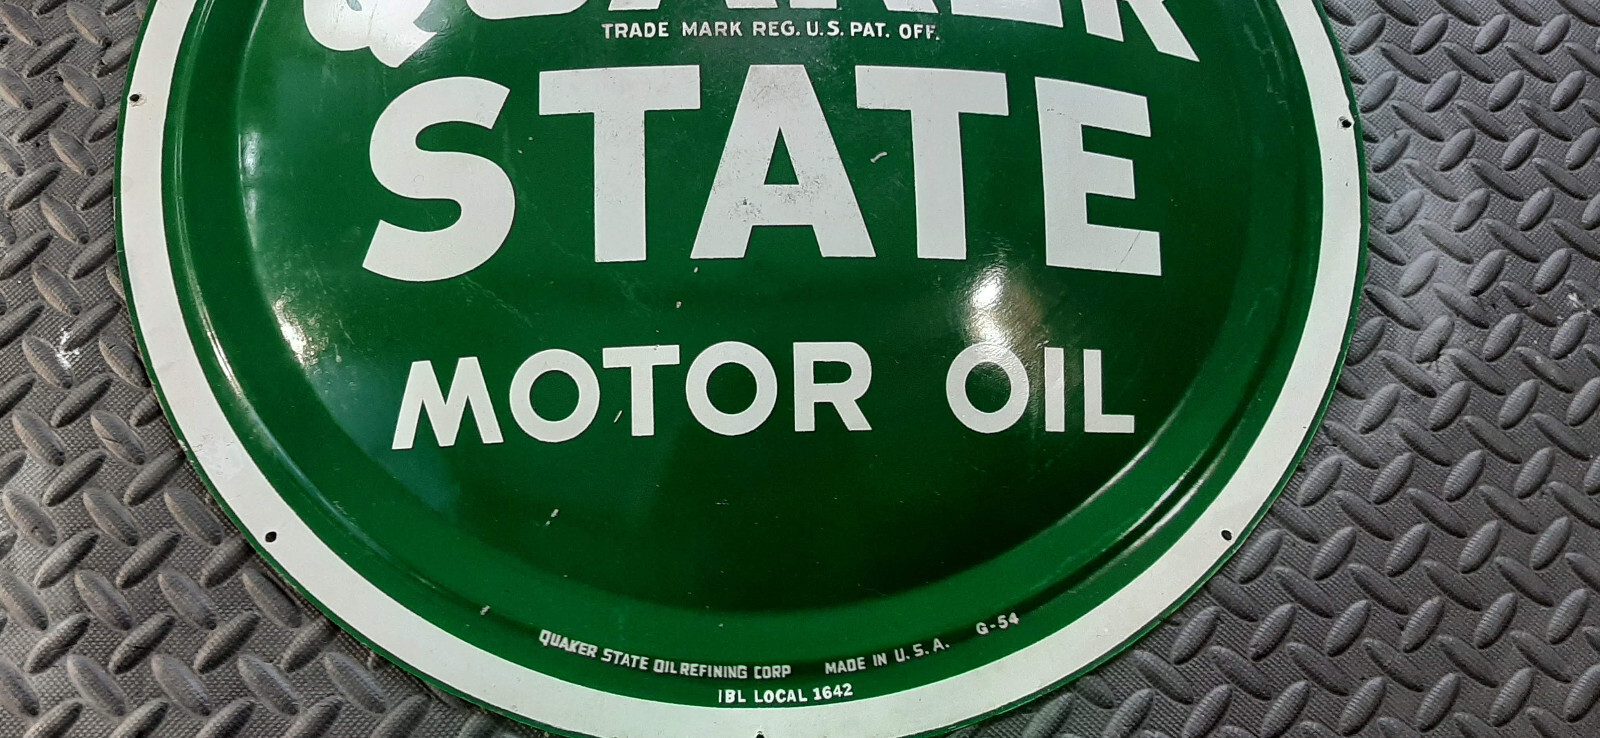 QUAKER
TRADE MARK REG. U.S. PAT. OFF.
STATE
MOTOR OIL
QUAKER STATE OIL REFINING CORP MADE IN U.S.A. G-54
IBL LOCAL 1642